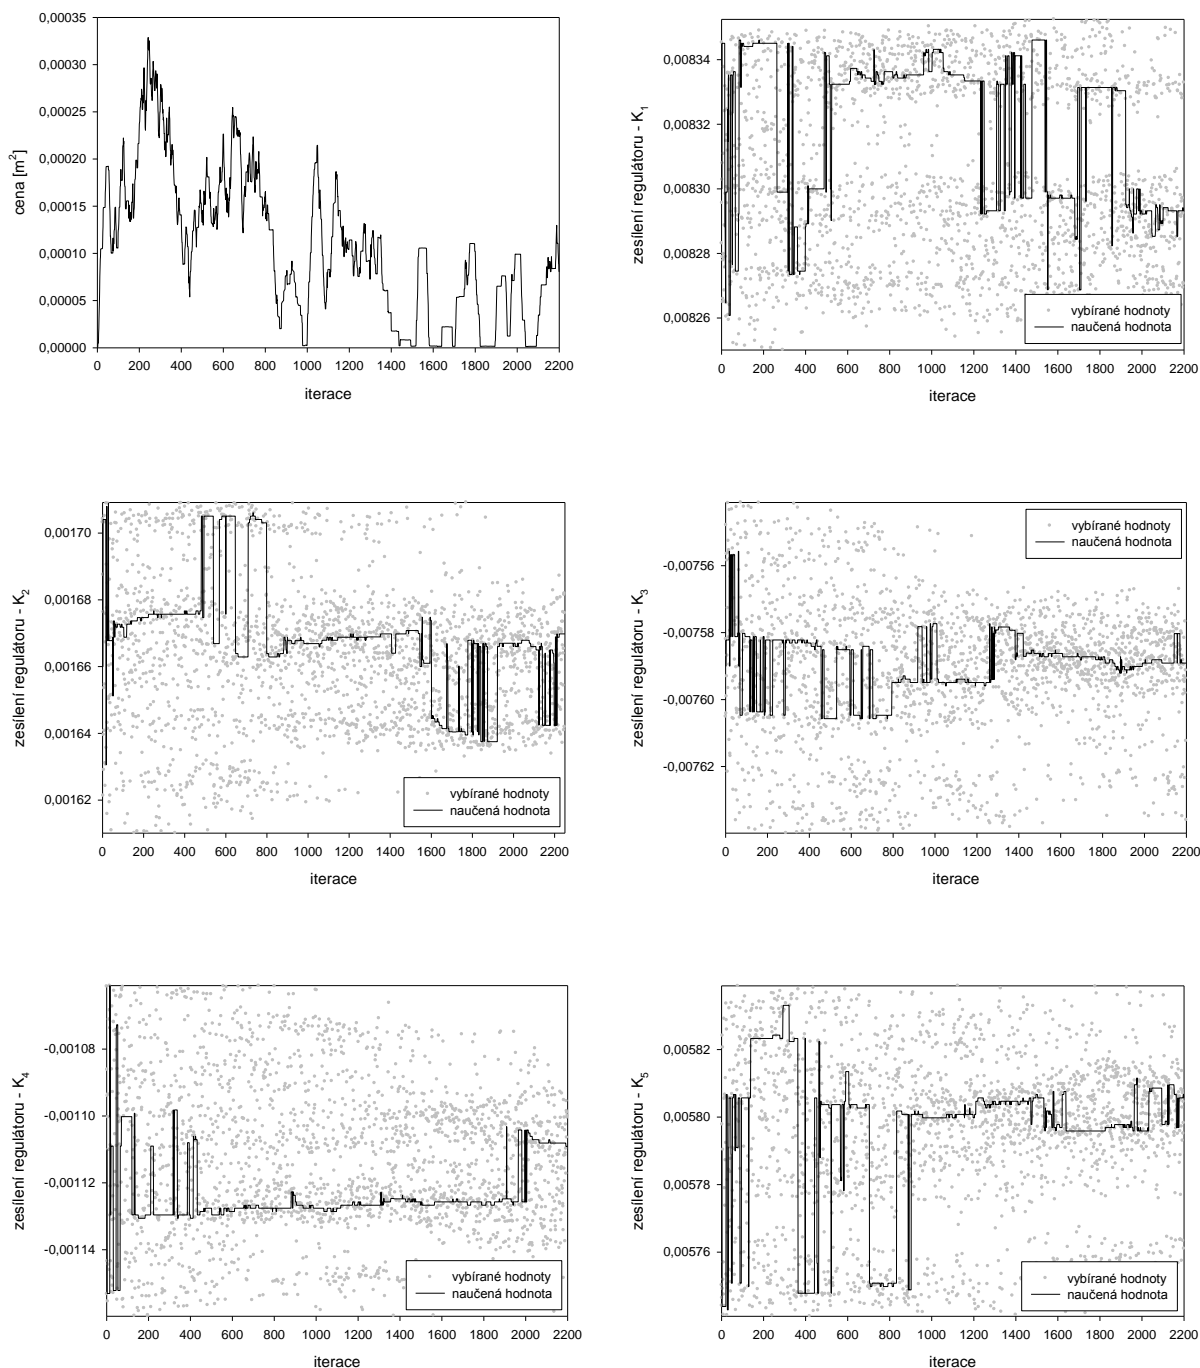 cena [m²]
0,00035
0,00030
0,00025
0,00020
0,00015
0,00010
0,00005
0,00000
0 200 400 600 800 1000 1200 1400 1600 1800 2000 2200
iterace
zesílení regulátoru - K₁
0,00834
0,00832
0,00830
0,00828
0,00826
vybírané hodnoty
naučená hodnota
0 200 400 600 800 1000 1200 1400 1600 1800 2000 2200
iterace
zesílení regulátoru - K₂
0,00170
0,00168
0,00166
0,00164
0,00162
vybírané hodnoty
naučená hodnota
0 200 400 600 800 1000 1200 1400 1600 1800 2000 2200
iterace
zesílení regulátoru - K₃
vybírané hodnoty
naučená hodnota
-0,00756
-0,00758
-0,00760
-0,00762
0 200 400 600 800 1000 1200 1400 1600 1800 2000 2200
iterace
zesílení regulátoru - K₄
-0,00108
-0,00110
-0,00112
-0,00114
vybírané hodnoty
naučená hodnota
0 200 400 600 800 1000 1200 1400 1600 1800 2000 2200
iterace
zesílení regulátoru - K₅
0,00582
0,00580
0,00578
0,00576
vybírané hodnoty
naučená hodnota
0 200 400 600 800 1000 1200 1400 1600 1800 2000 2200
iterace